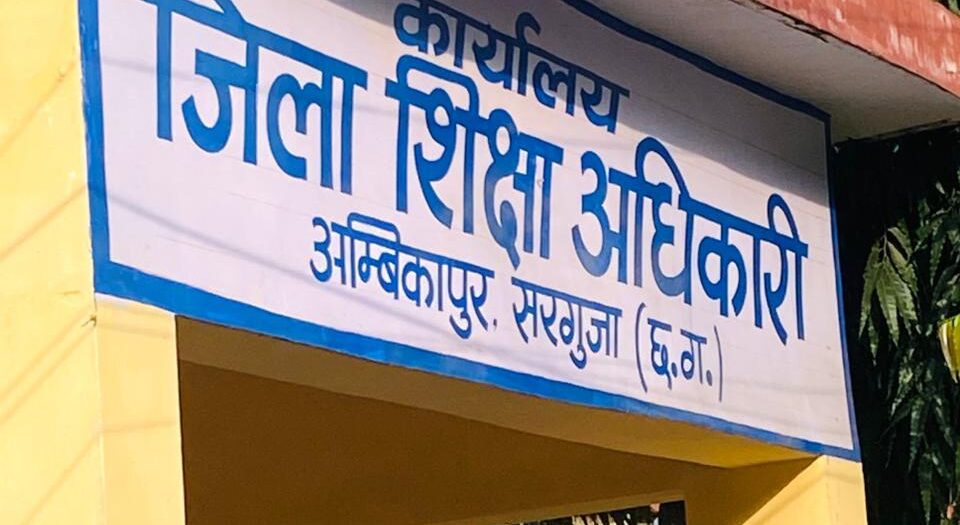 कार्यालय
जिला शिक्षा अधिकारी
अम्बिकापुर, सरगुजा (छ.ग.)